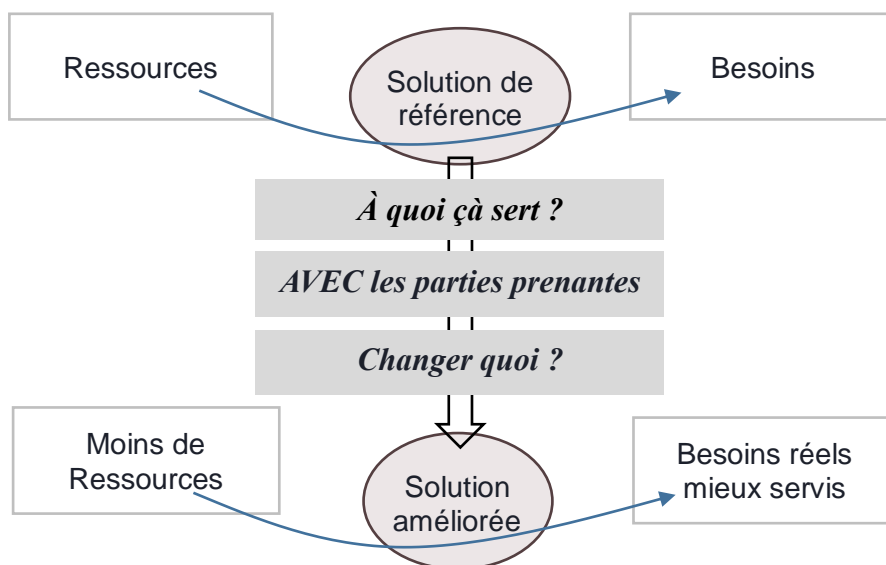 Ressources
Solution de
référence
Besoins
À quoi çà sert ?
AVEC les parties prenantes
Changer quoi ?
Moins de
Ressources
Solution
améliorée
Besoins réels
mieux servis